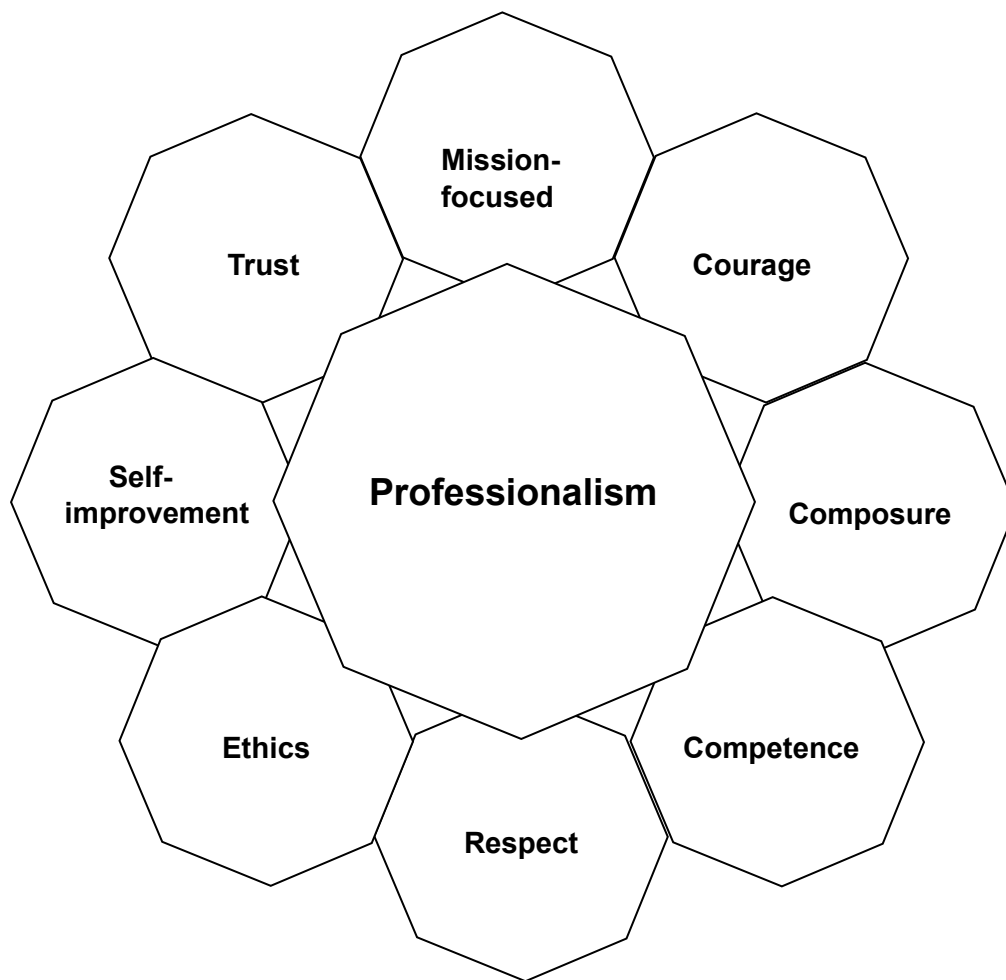 Mission-
focused
Trust
Courage
Self-
improvement
Professionalism
Composure
Ethics
Competence
Respect